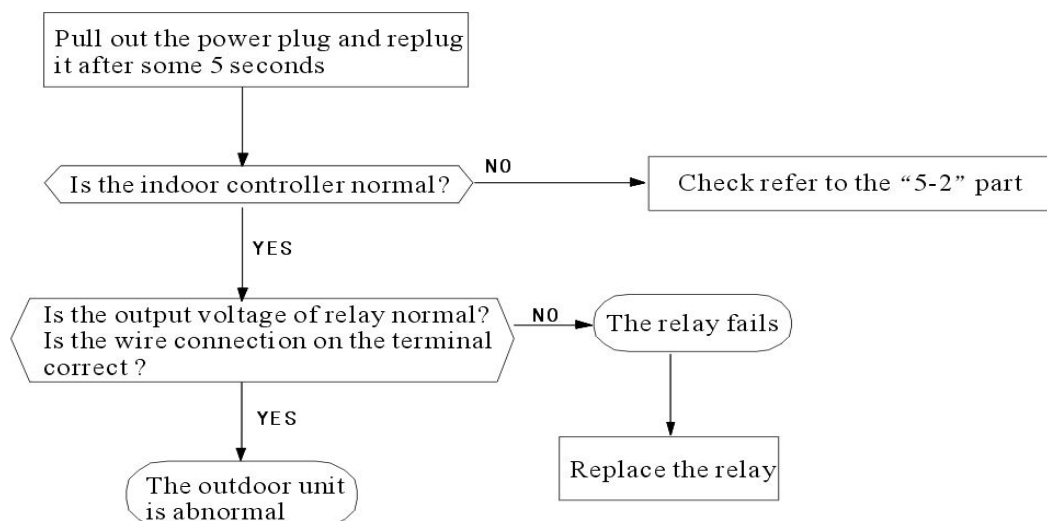 Pull out the power plug and replug
it after some 5 seconds
Is the indoor controller normal?
NO
Check refer to the “5-2” part
YES
Is the output voltage of relay normal?
Is the wire connection on the terminal
correct ?
NO
The relay fails
YES
Replace the relay
The outdoor unit
is abnormal